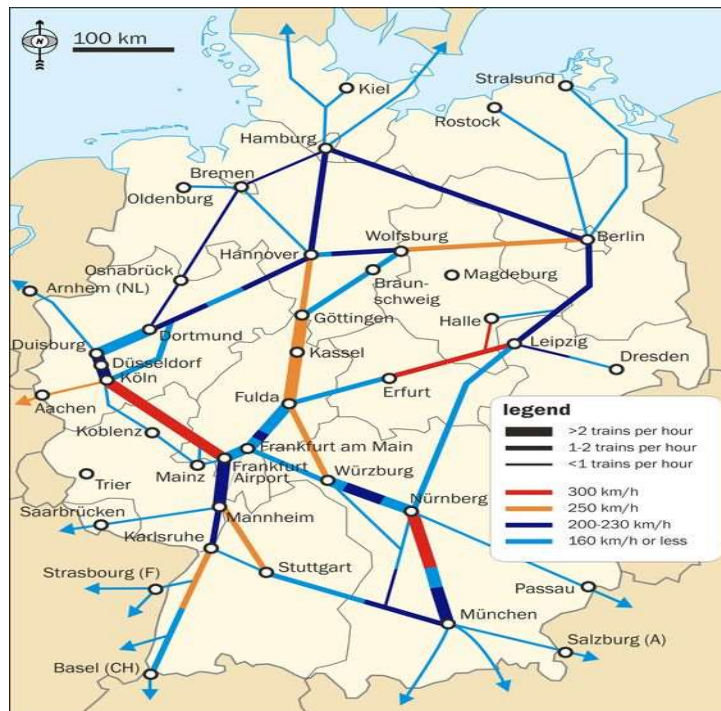 N
100 km
Kiel
Stralsund
Rostock
Hamburg
Bremen
Oldenburg
Wolfsburg
Berlin
Hannover
Osnabrück
Arnhem (NL)
Braun-
schweig
Magdeburg
Göttingen
Halle
Dortmund
Duisburg
Düsseldorf
Kassel
Leipzig
Köln
Dresden
Aachen
Fulda
Erfurt
Koblenz
Frankfurt am Main
Frankfurt
Airport
Mainz
Würzburg
Trier
Nürnberg
Saarbrücken
Mannheim
Karlsruhe
Stuttgart
Strasbourg (F)
Passau
München
Salzburg (A)
Basel (CH)
legend
>2 trains per hour
1-2 trains per hour
<1 trains per hour
300 km/h
250 km/h
200-230 km/h
160 km/h or less